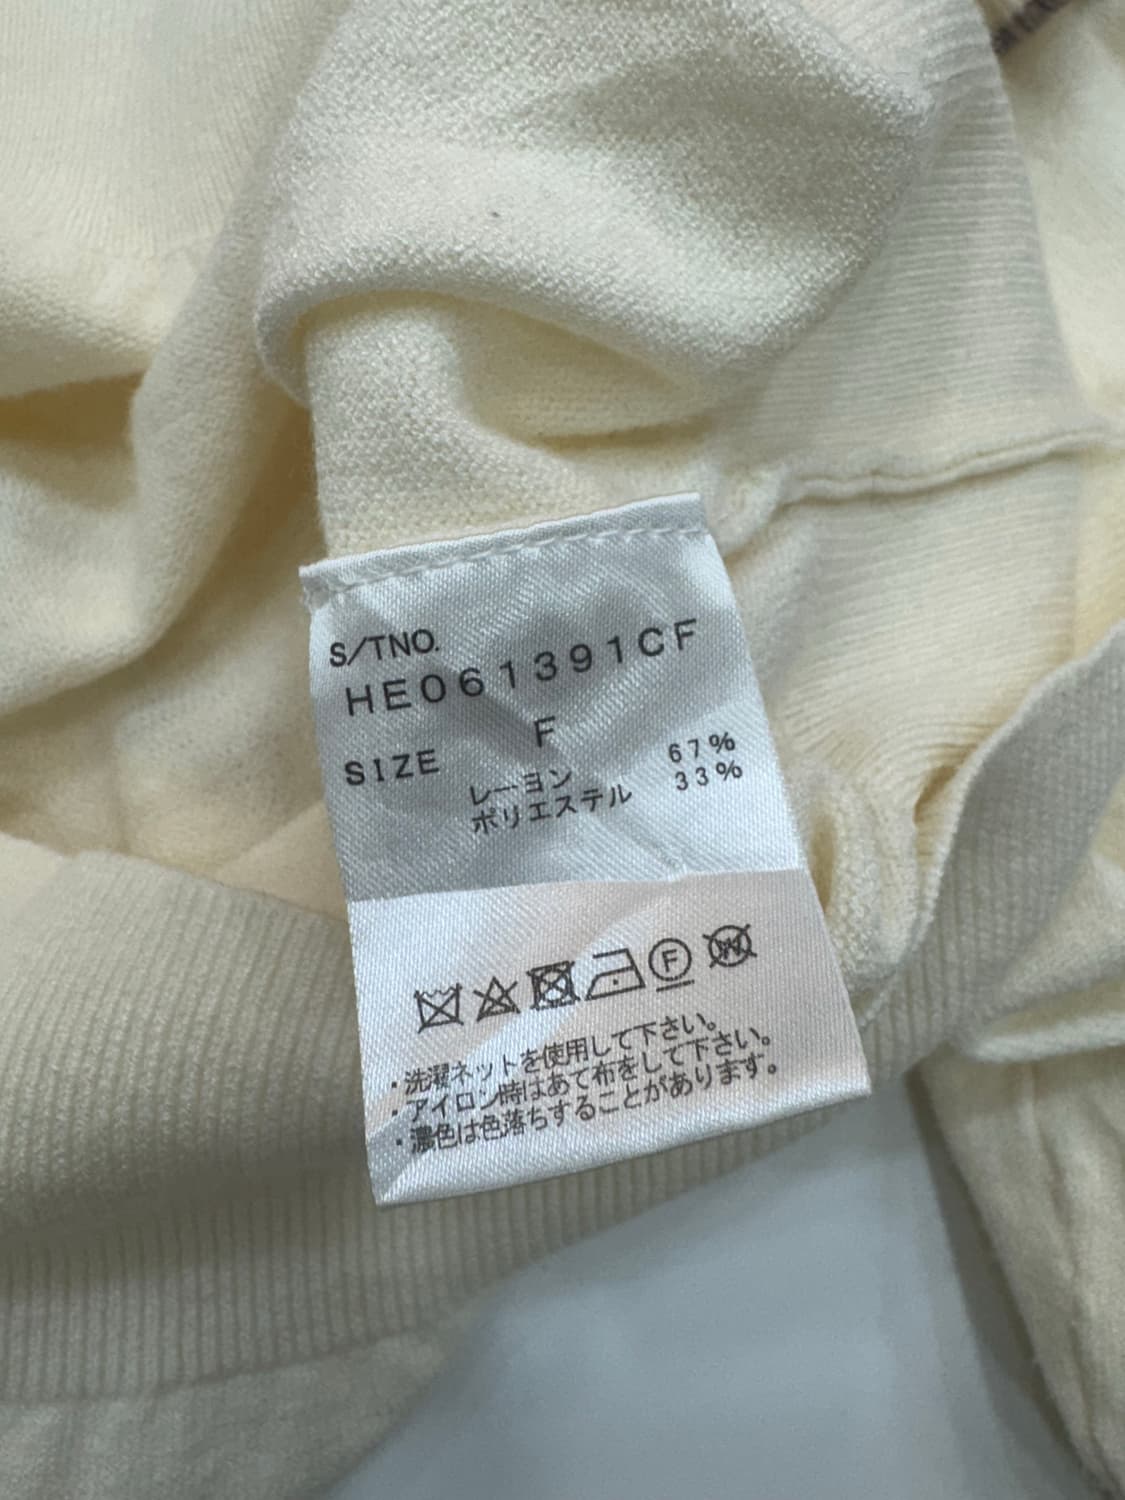 S/TNO.
HE061391CF
SIZE F
レーヨン 67%
ポリエステル 33%
F
W
・洗濯ネットを使用して下さい。
・アイロン時はあて布をして下さい。
・濃色は色落ちすることがあります。